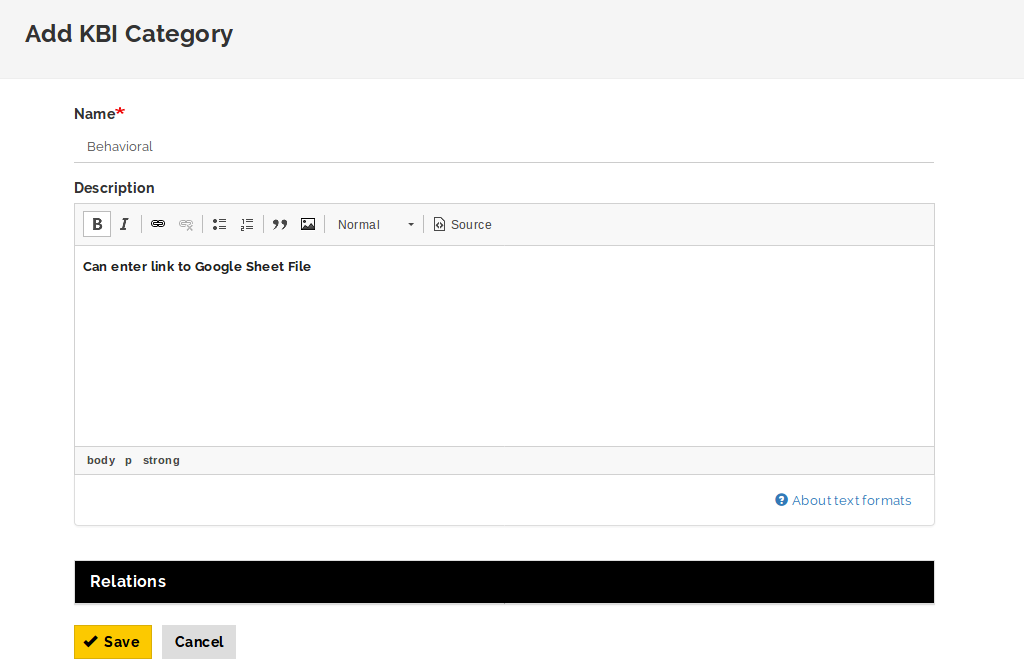 Add KBI Category
Name*
Behavioral
Description
B I Normal Source
Can enter link to Google Sheet File
body p strong
About text formats
Relations
Save Cancel